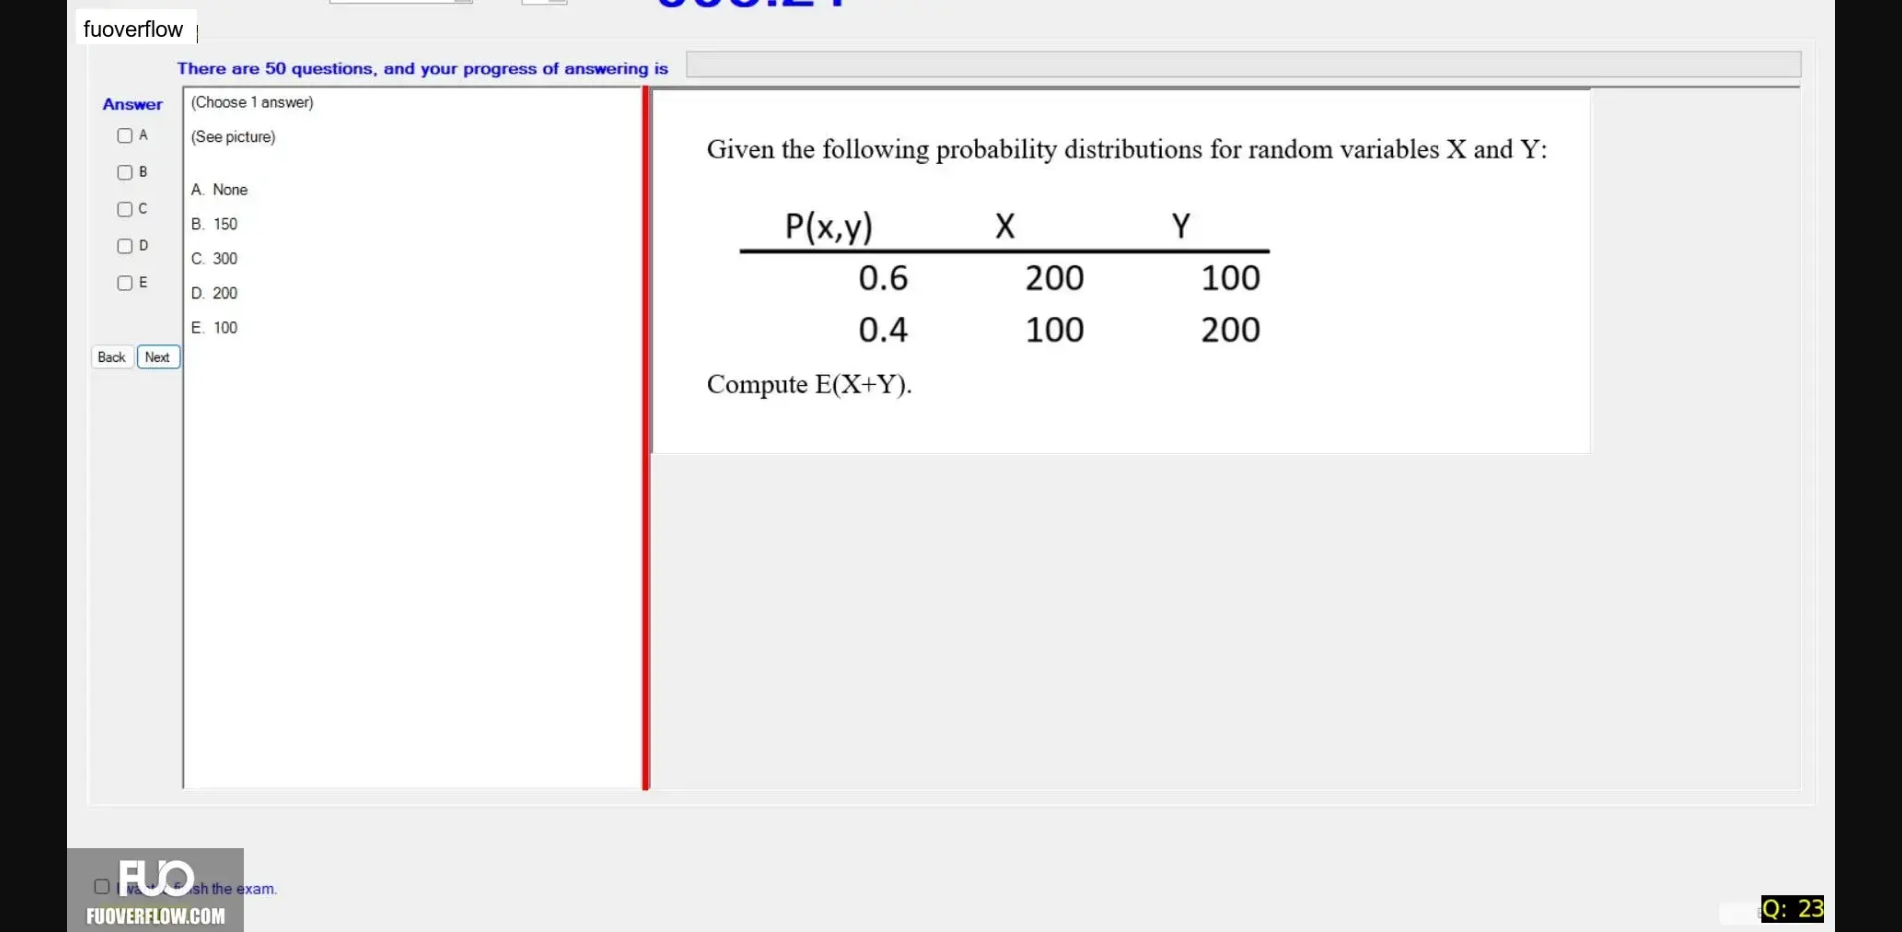 fuoverflow
There are 50 questions, and your progress of answering is
Answer
A
B
C
D
E
Back Next
(Choose 1 answer)
(See picture)
A. None
B. 150
C. 300
D. 200
E. 100
Given the following probability distributions for random variables X and Y:
P(x,y) X Y
0.6 200 100
0.4 100 200
Compute E(X+Y).
FUO
the exam.
FUOVERFLOW.COM
Q: 23